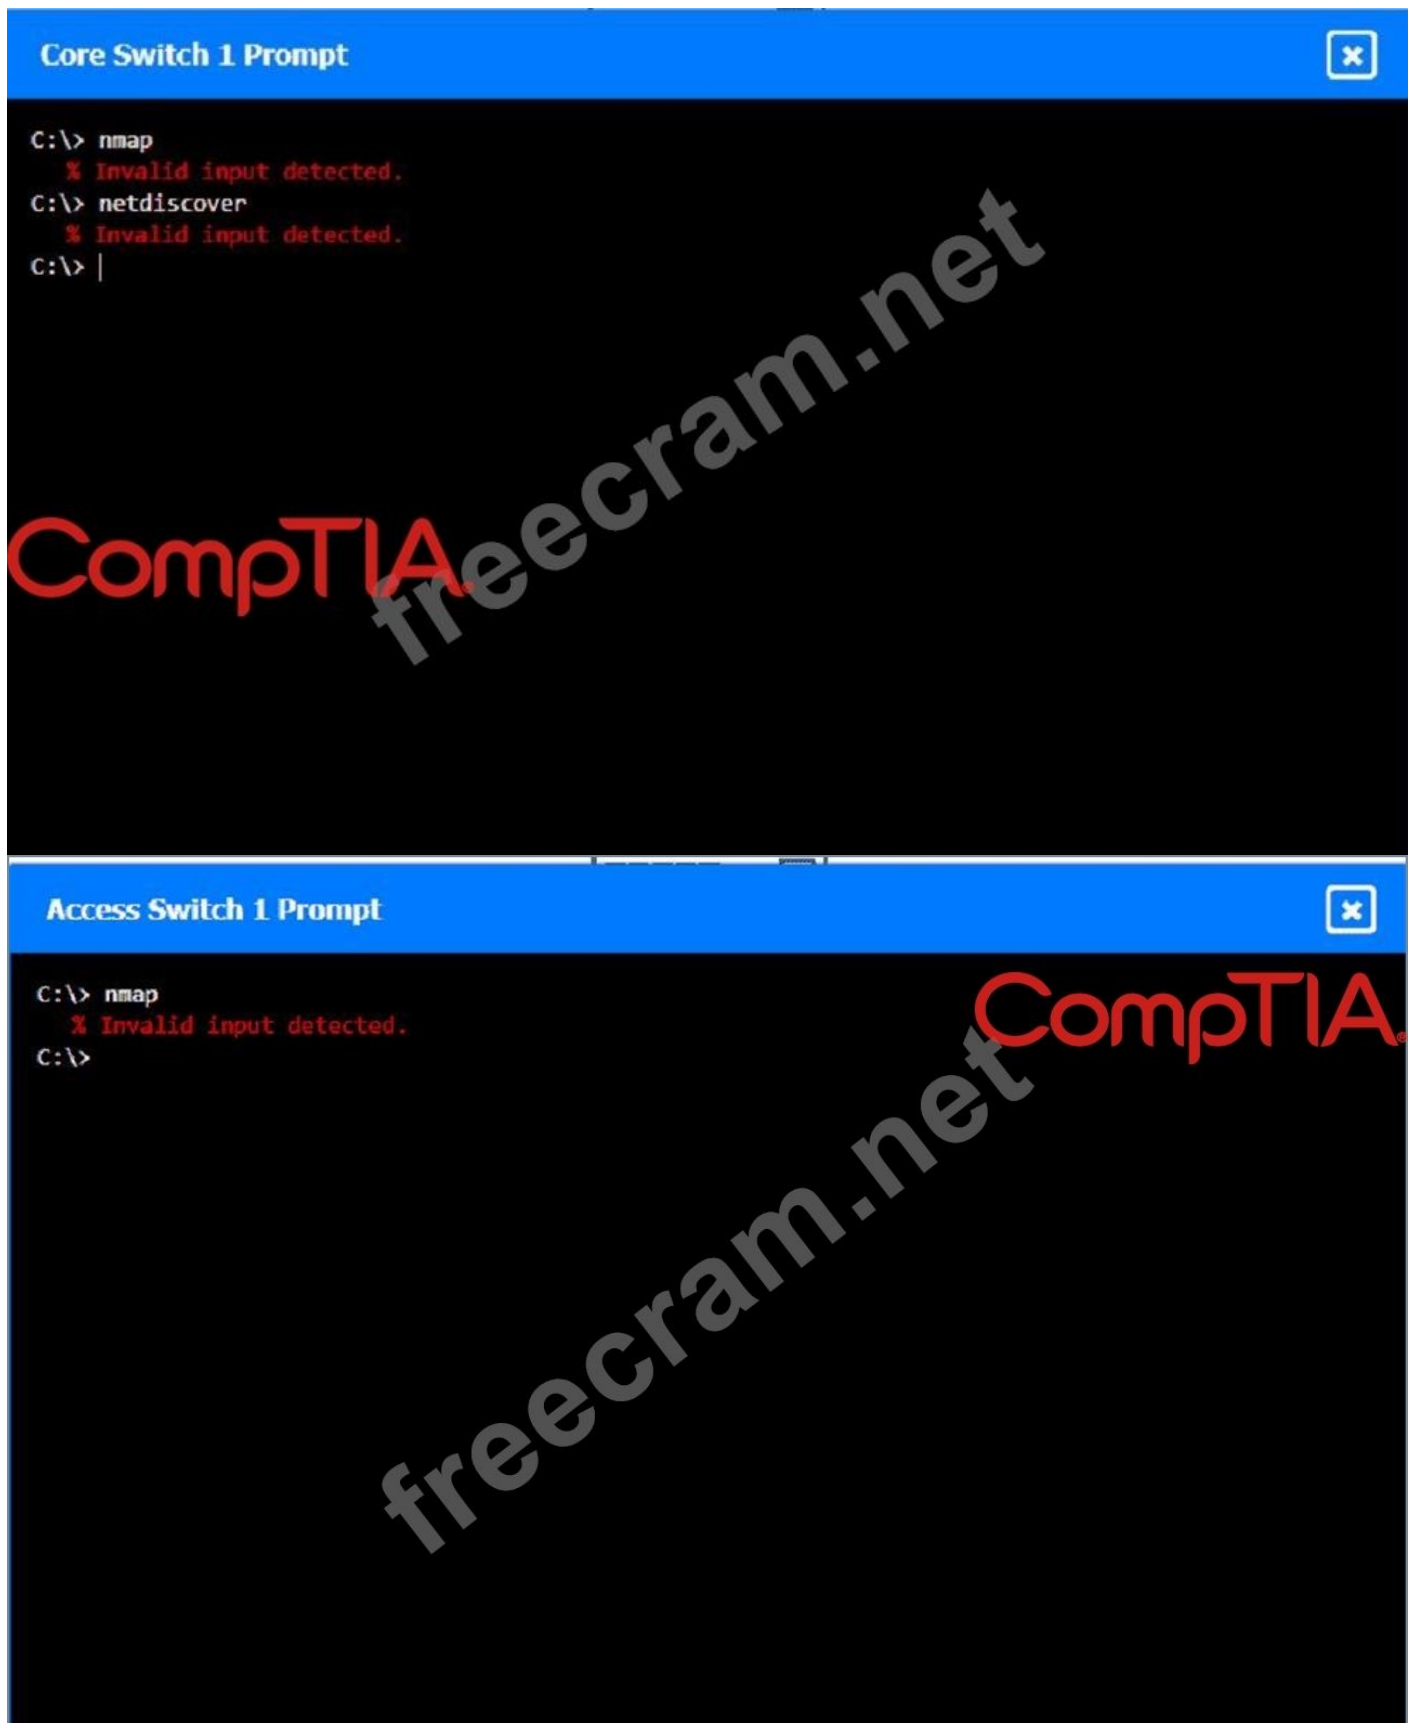 Core Switch 1 Prompt
C:\> nmap
% Invalid input detected.
C:\> netdiscover
% Invalid input detected.
C:\>
freecram.net
CompTIA®
Access Switch 1 Prompt
C:\> nmap
% Invalid input detected.
C:\>
CompTIA®
freecram.net